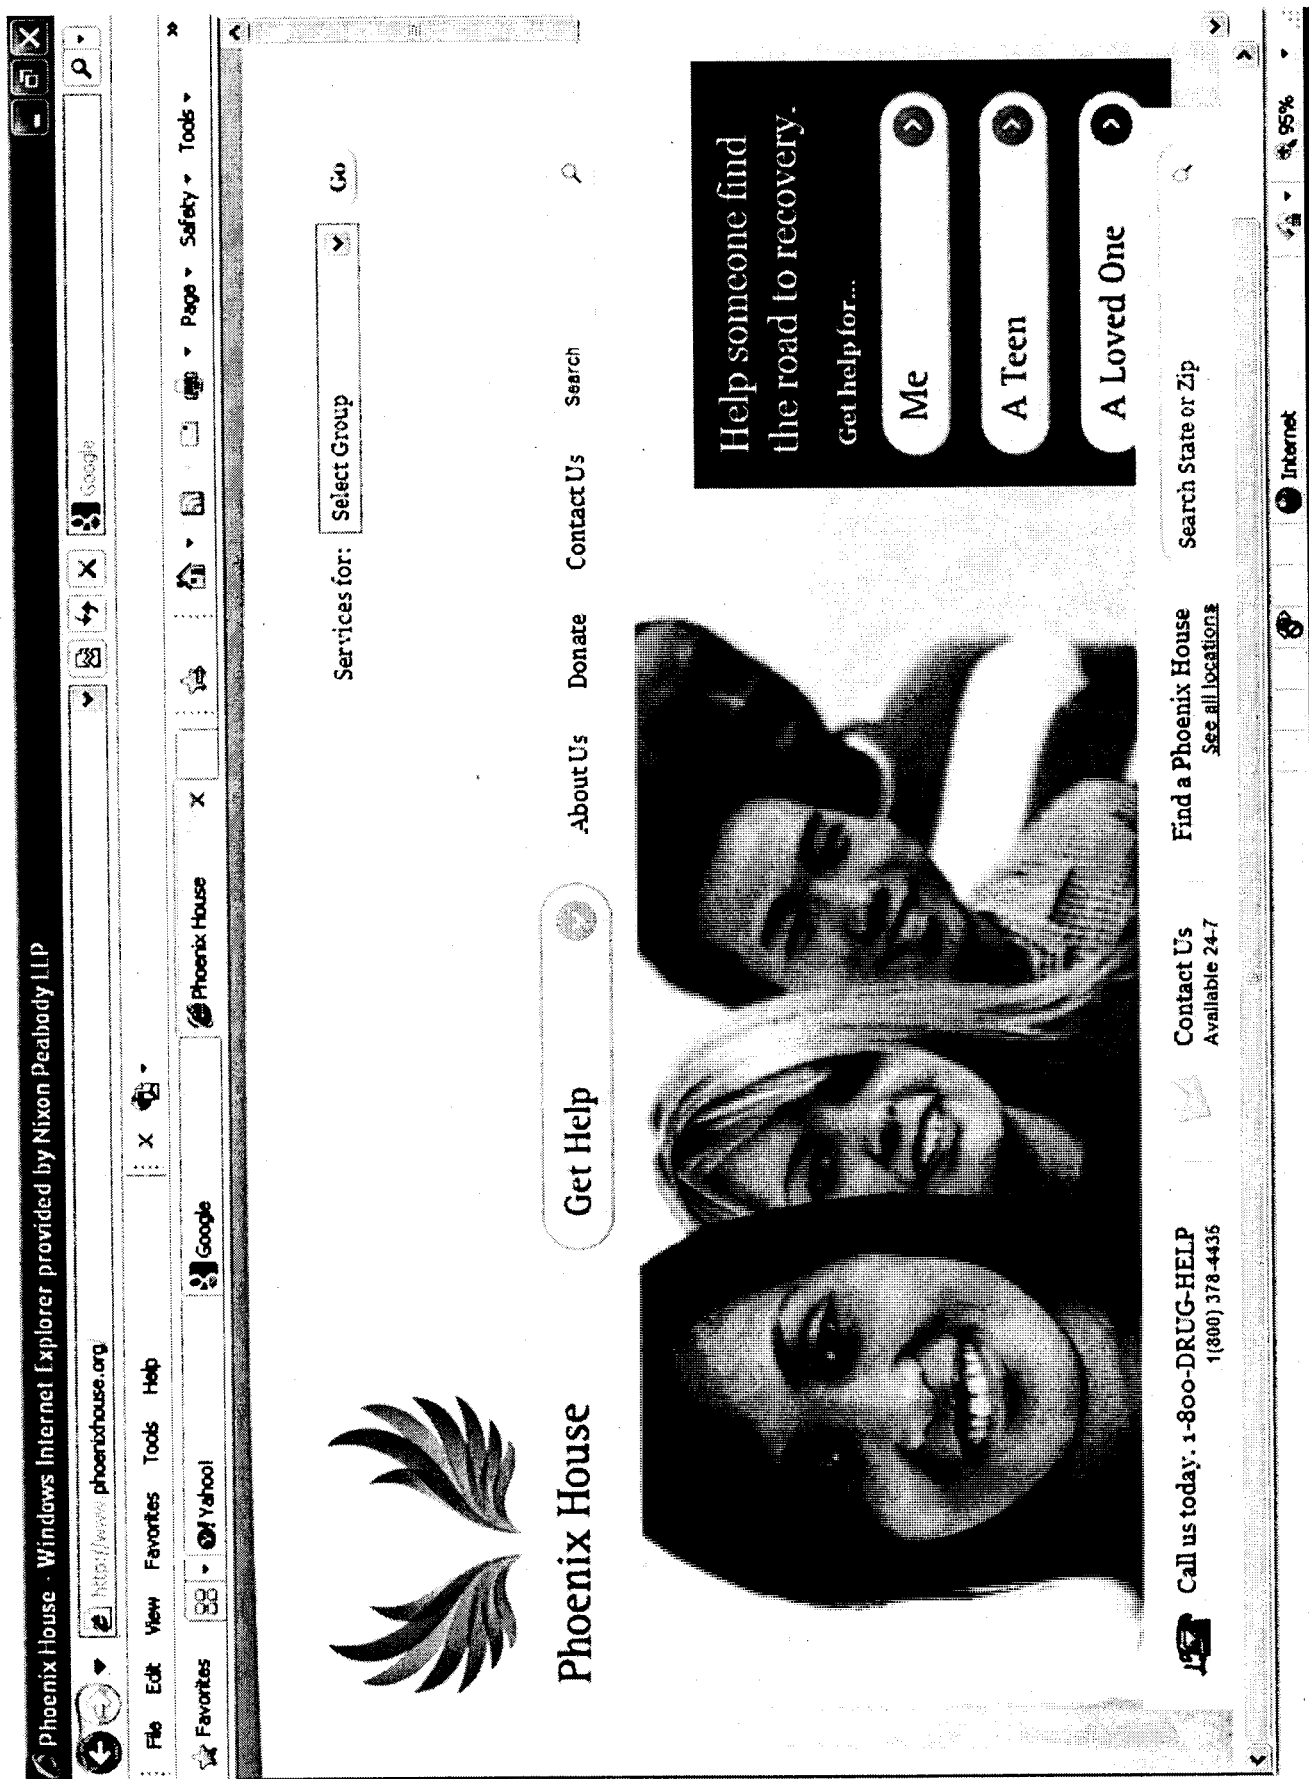 Phoenix House - Windows Internet Explorer provided by Nixon Peabody LLP
http://www.phoenixhouse.org/
Google
File Edit View Favorites Tools Help
x
Favorites
Yahoo!
Google
Phoenix House
Page Safety Tools
Services for: Select Group Go
Phoenix House
Get Help
About Us Donate Contact Us Search
Help someone find
the road to recovery.
Get help for...
Me
A Teen
A Loved One
Call us today. 1-800-DRUG-HELP
1(800) 378-4436
Contact Us
Available 24-7
Find a Phoenix House
See all locations
Search State or Zip
Internet
95%